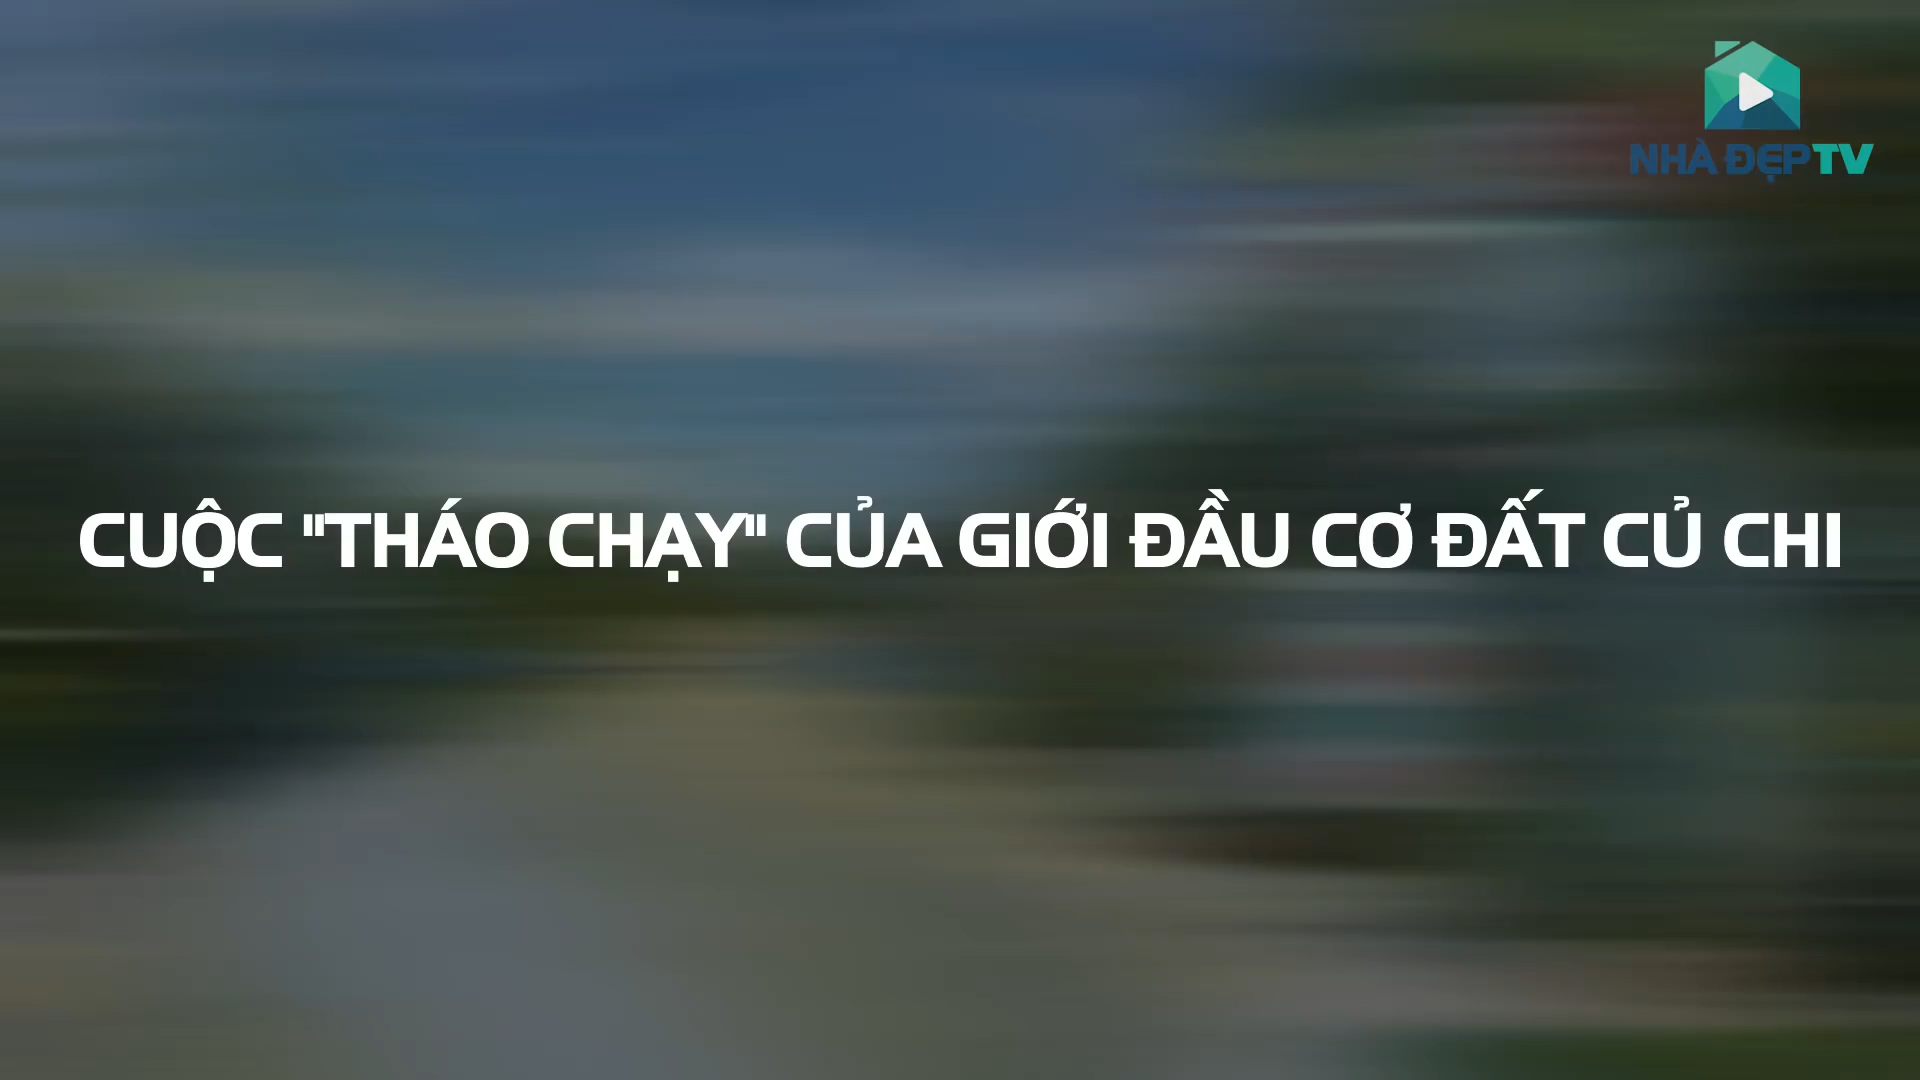 NHÀ ĐẸPTV
CUỘC "THÁO CHẠY" CỦA GIỚI ĐẦU CƠ ĐẤT CỦ CHI